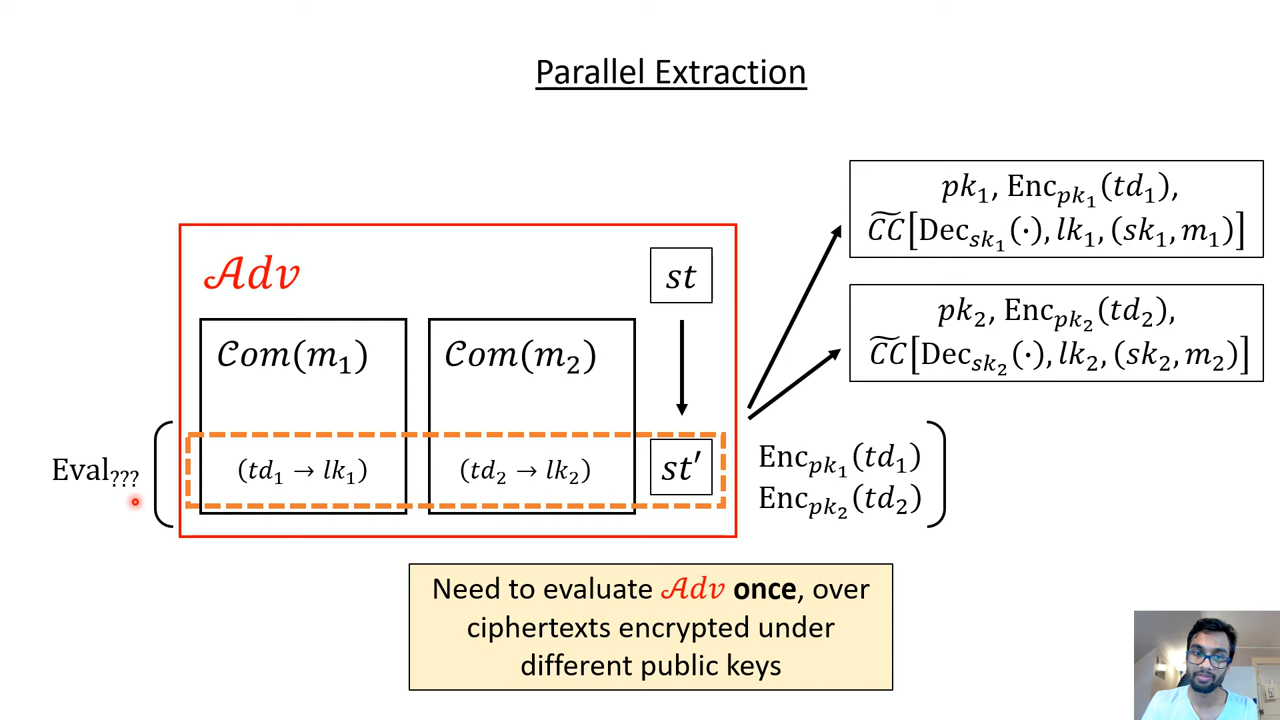 Parallel Extraction
pk₁, Enc_{pk₁}(td₁),
C̃C[Dec_{sk₁}(·), lk₁, (sk₁, m₁)]
𝒜dv
st
pk₂, Enc_{pk₂}(td₂),
C̃C[Dec_{sk₂}(·), lk₂, (sk₂, m₂)]
Com(m₁)
Com(m₂)
Eval_{???}
(td₁ → lk₁)
(td₂ → lk₂)
st′
Enc_{pk₁}(td₁)
Enc_{pk₂}(td₂)
Need to evaluate 𝒜dv once, over
ciphertexts encrypted under
different public keys